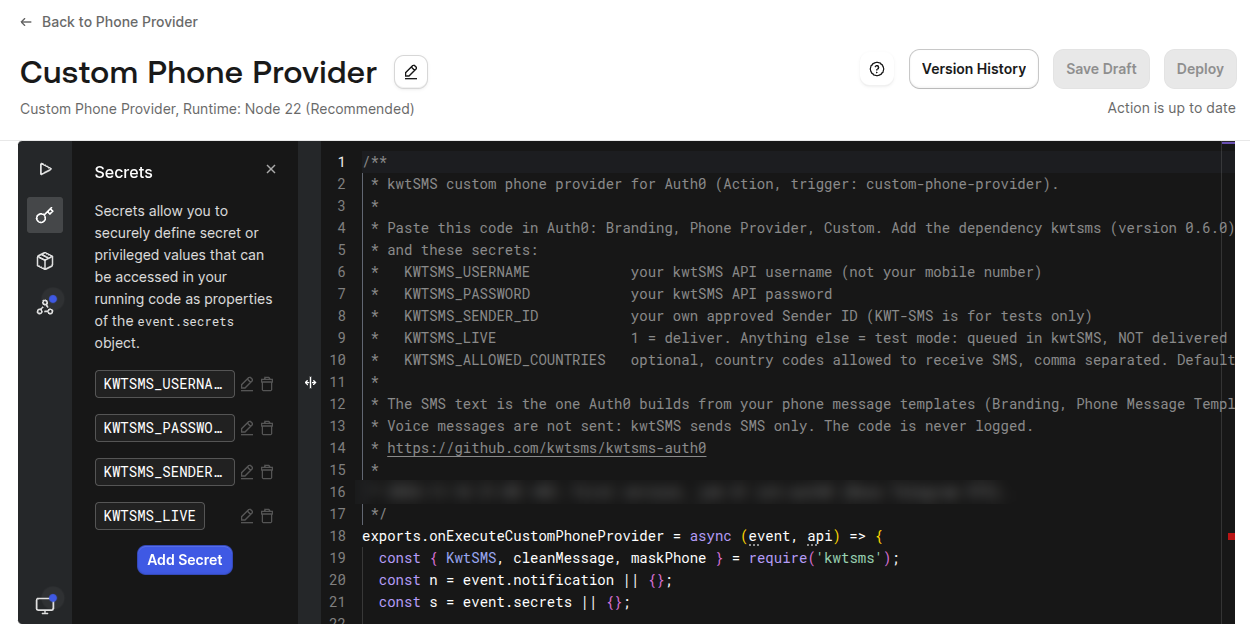 Back to Phone Provider
Custom Phone Provider
Version History
Save Draft
Deploy
Custom Phone Provider, Runtime: Node 22 (Recommended)
Action is up to date
Secrets
Secrets allow you to
securely define secret or
privileged values that can
be accessed in your
running code as properties
of the event.secrets
object.
KWTSMS_USERNA...
KWTSMS_PASSWO...
KWTSMS_SENDER...
KWTSMS_LIVE
Add Secret
1 /**
2 * kwtSMS custom phone provider for Auth0 (Action, trigger: custom-phone-provider).
3 *
4 * Paste this code in Auth0: Branding, Phone Provider, Custom. Add the dependency kwtsms (version 0.6.0)
5 * and these secrets:
6 * KWTSMS_USERNAME your kwtSMS API username (not your mobile number)
7 * KWTSMS_PASSWORD your kwtSMS API password
8 * KWTSMS_SENDER_ID your own approved Sender ID (KWT-SMS is for tests only)
9 * KWTSMS_LIVE 1 = deliver. Anything else = test mode: queued in kwtSMS, NOT delivered
10 * KWTSMS_ALLOWED_COUNTRIES optional, country codes allowed to receive SMS, comma separated. Default
11 *
12 * The SMS text is the one Auth0 builds from your phone message templates (Branding, Phone Message Templ
13 * Voice messages are not sent: kwtSMS sends SMS only. The code is never logged.
14 * https://github.com/kwtsms/kwtsms-auth0
15 *
16
17 */
18 exports.onExecuteCustomPhoneProvider = async (event, api) => {
19 const { KwtSMS, cleanMessage, maskPhone } = require('kwtsms');
20 const n = event.notification || {};
21 const s = event.secrets || {};
22